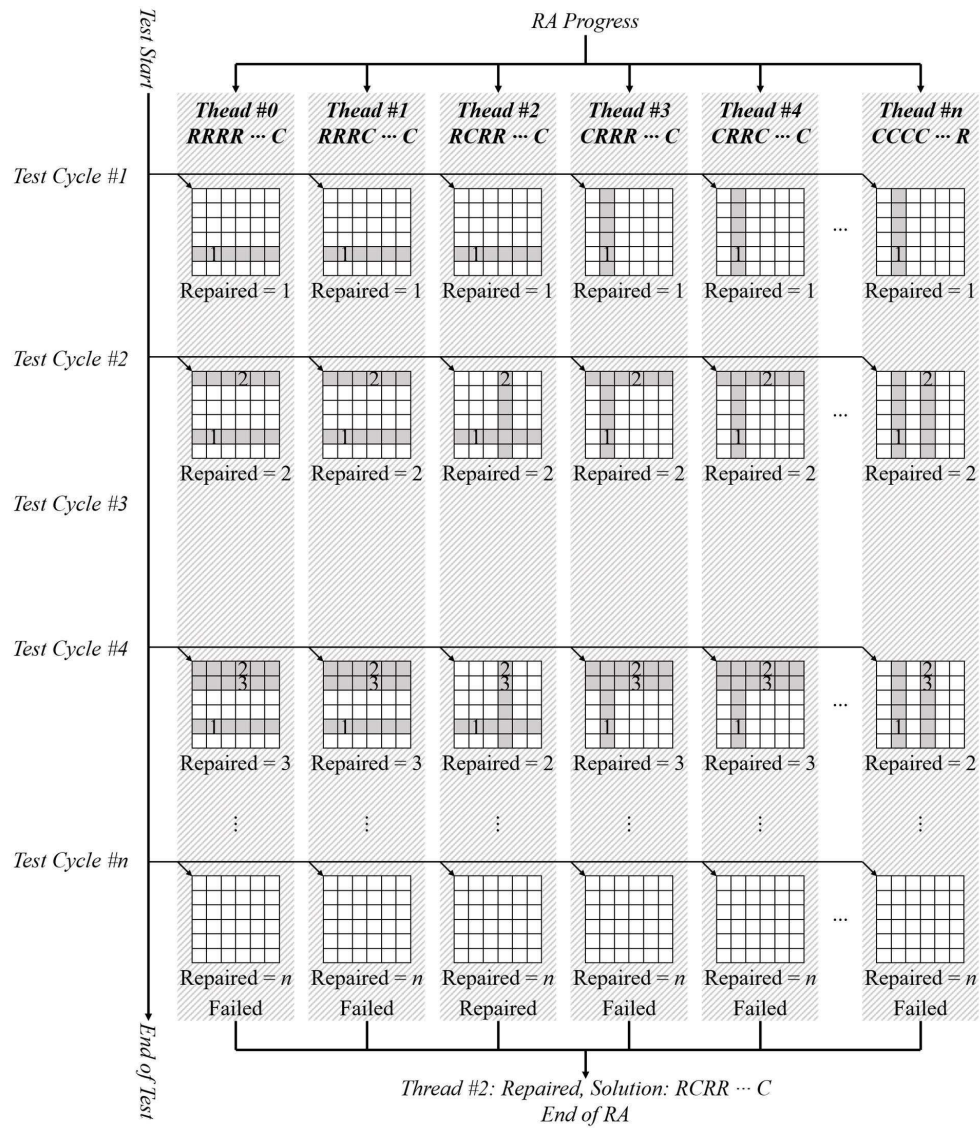 Test Start
RA Progress
Thead #0
RRRR ··· C
Thead #1
RRRC ··· C
Thead #2
RCRR ··· C
Thead #3
CRRR ··· C
Thead #4
CRRC ··· C
Thead #n
CCCC ··· R
Test Cycle #1
1 1 1 1 1 ... 1
Repaired = 1 Repaired = 1 Repaired = 1 Repaired = 1 Repaired = 1 Repaired = 1
Test Cycle #2
2 2 2 2 2 2
...
1 1 1 1 1 1
Repaired = 2 Repaired = 2 Repaired = 2 Repaired = 2 Repaired = 2 Repaired = 2
Test Cycle #3
Test Cycle #4
2 2 2 2 2 2
3 3 3 3 3 3
...
1 1 1 1 1 1
Repaired = 3 Repaired = 3 Repaired = 2 Repaired = 3 Repaired = 3 Repaired = 2
⋮ ⋮ ⋮ ⋮ ⋮ ⋮
Test Cycle #n
...
Repaired = n Repaired = n Repaired = n Repaired = n Repaired = n Repaired = n
Failed Failed Repaired Failed Failed Failed
End of Test
Thread #2: Repaired, Solution: RCRR ··· C
End of RA